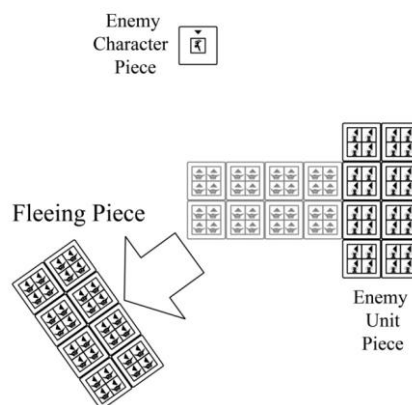 Enemy
Character
Piece
Fleeing Piece
Enemy
Unit
Piece